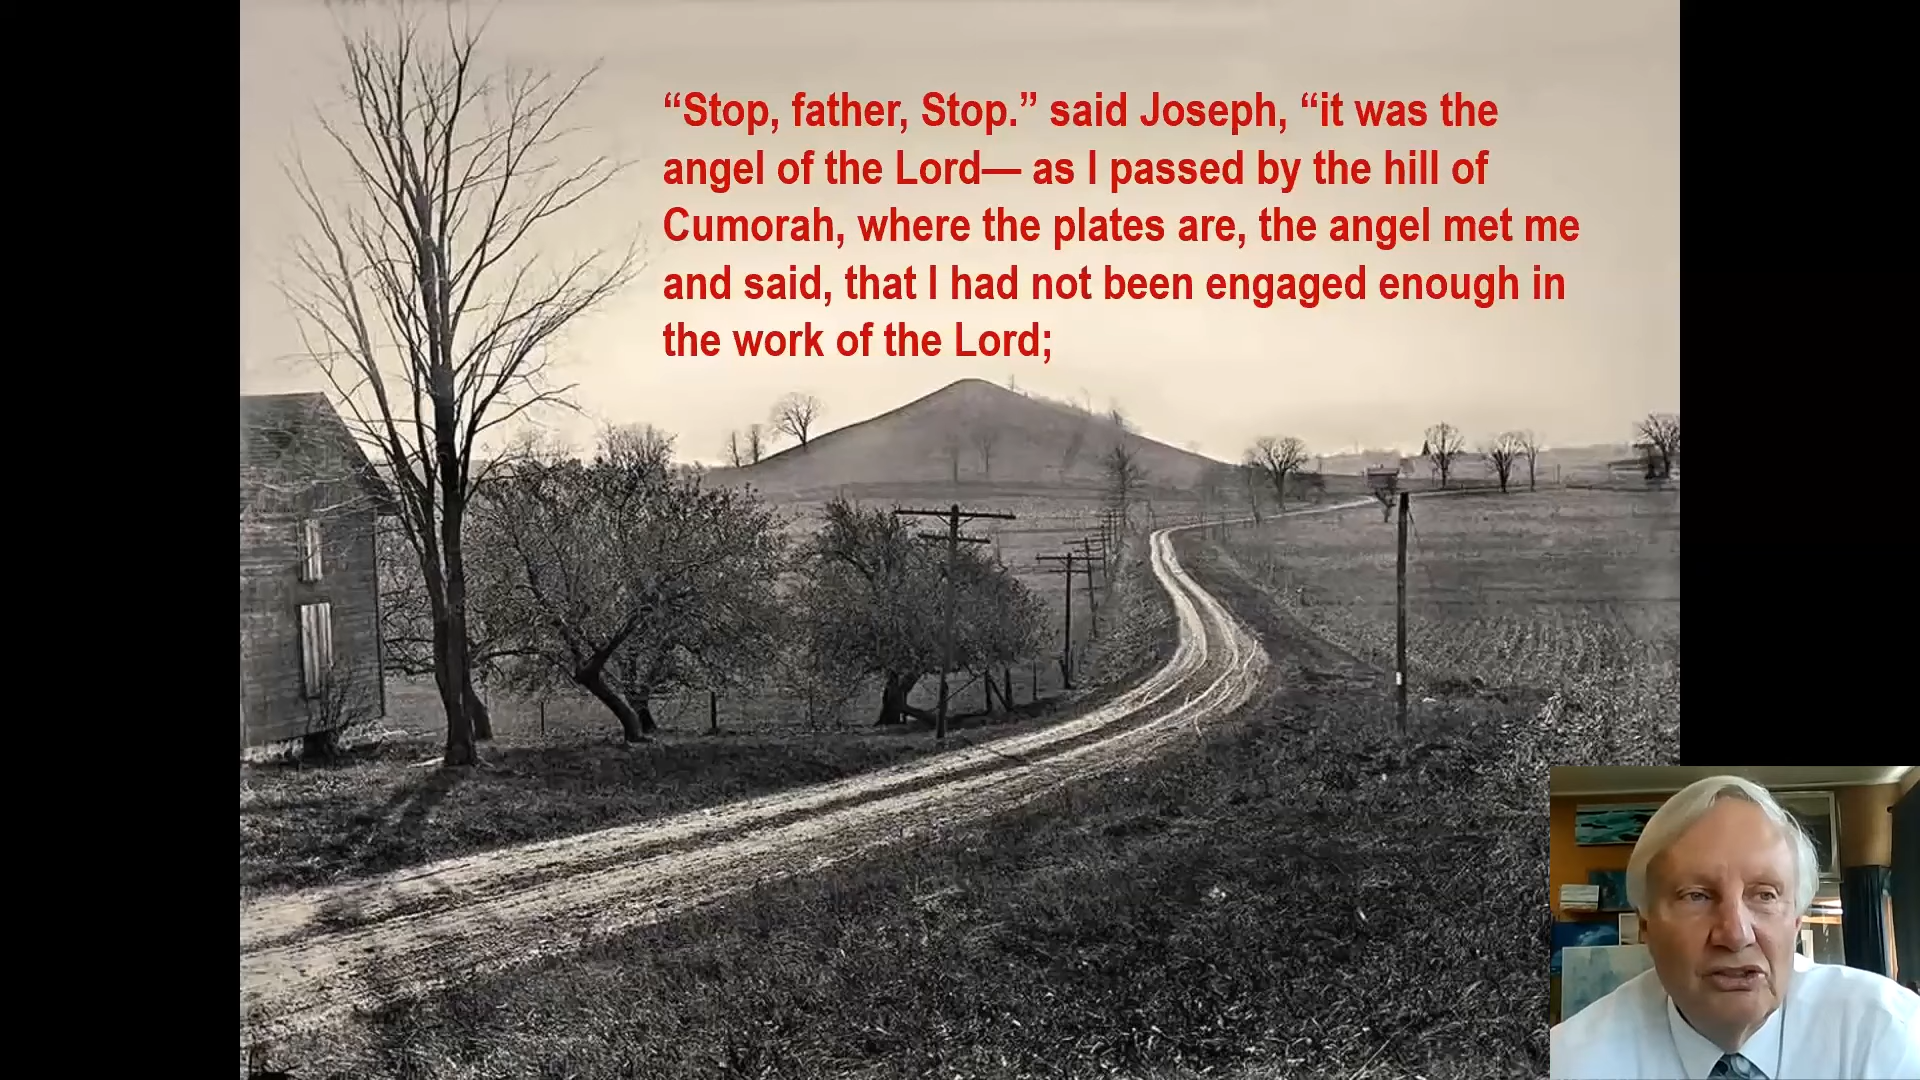 “Stop, father, Stop.” said Joseph, “it was the
angel of the Lord— as I passed by the hill of
Cumorah, where the plates are, the angel met me
and said, that I had not been engaged enough in
the work of the Lord;